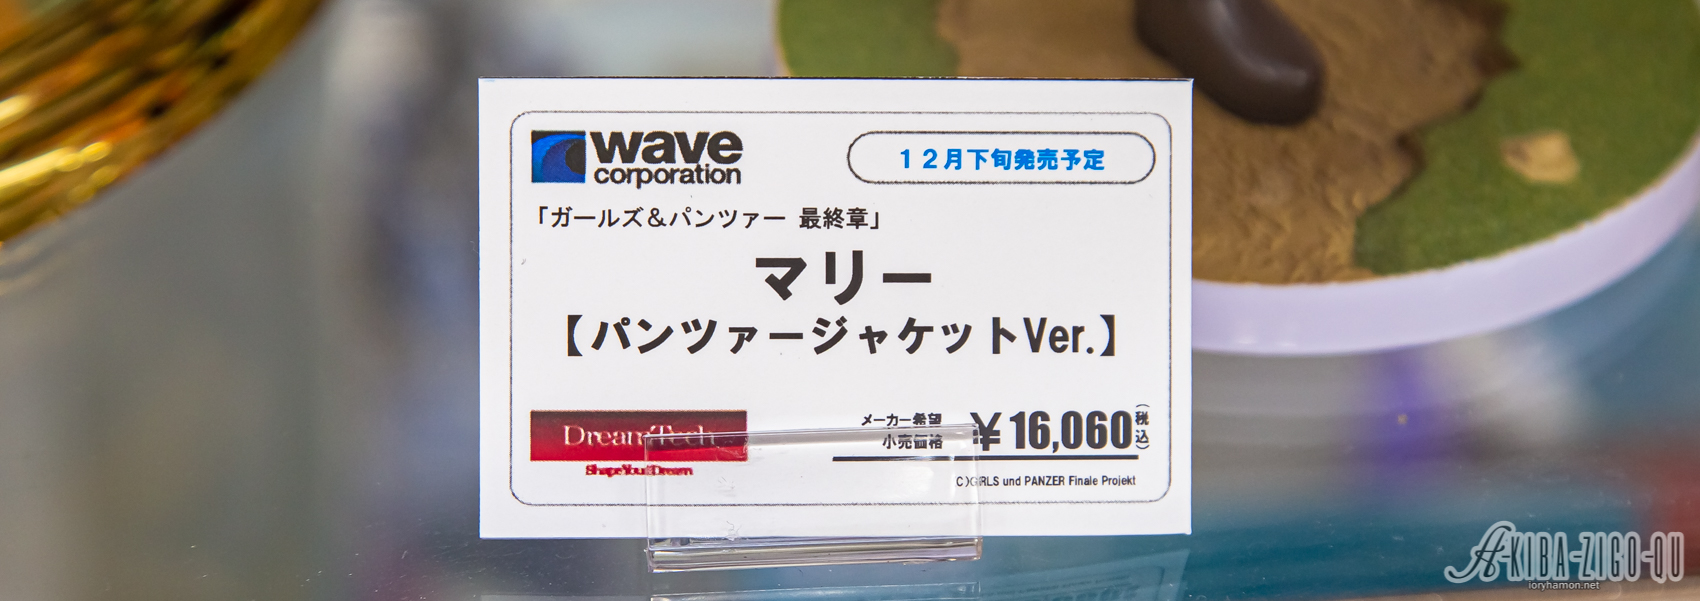 wave
corporation
12月下旬発売予定
「ガールズ&パンツァー 最終章」
マリー
【パンツァージャケットVer.】
DreamTech
ShapeYourDream
メーカー希望
小売価格
¥16,060
(税込)
C)GIRLS und PANZER Finale Projekt
AKIBA-ZIGO-QU
ioryhamon.net